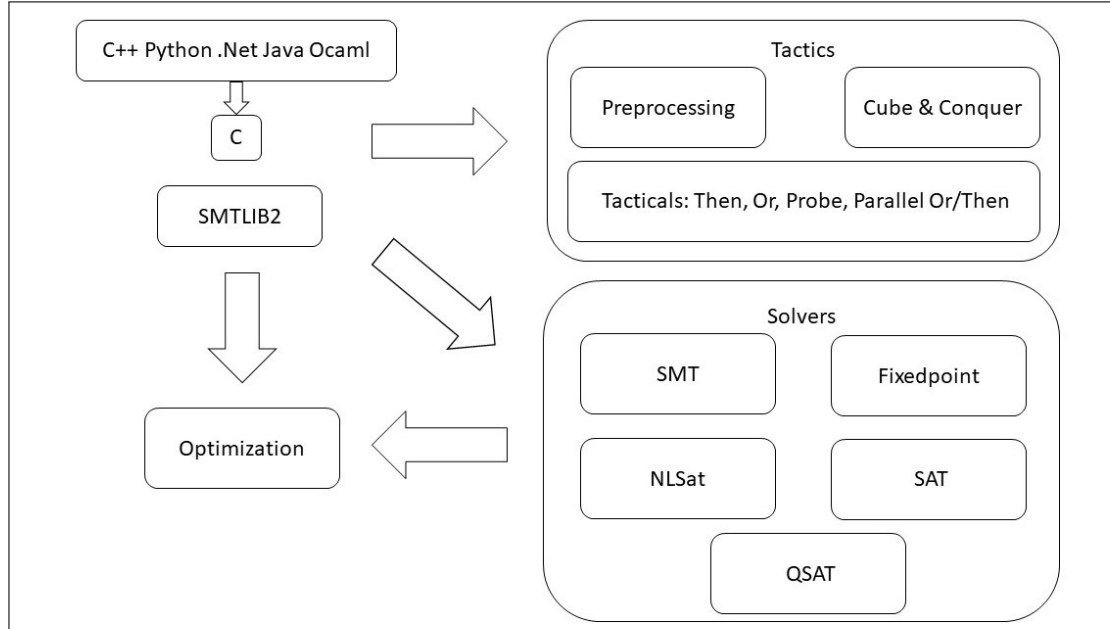 C++ Python .Net Java Ocaml
C
SMTLIB2
Optimization
Tactics
Preprocessing
Cube & Conquer
Tacticals: Then, Or, Probe, Parallel Or/Then
Solvers
SMT
Fixedpoint
NLSat
SAT
QSAT